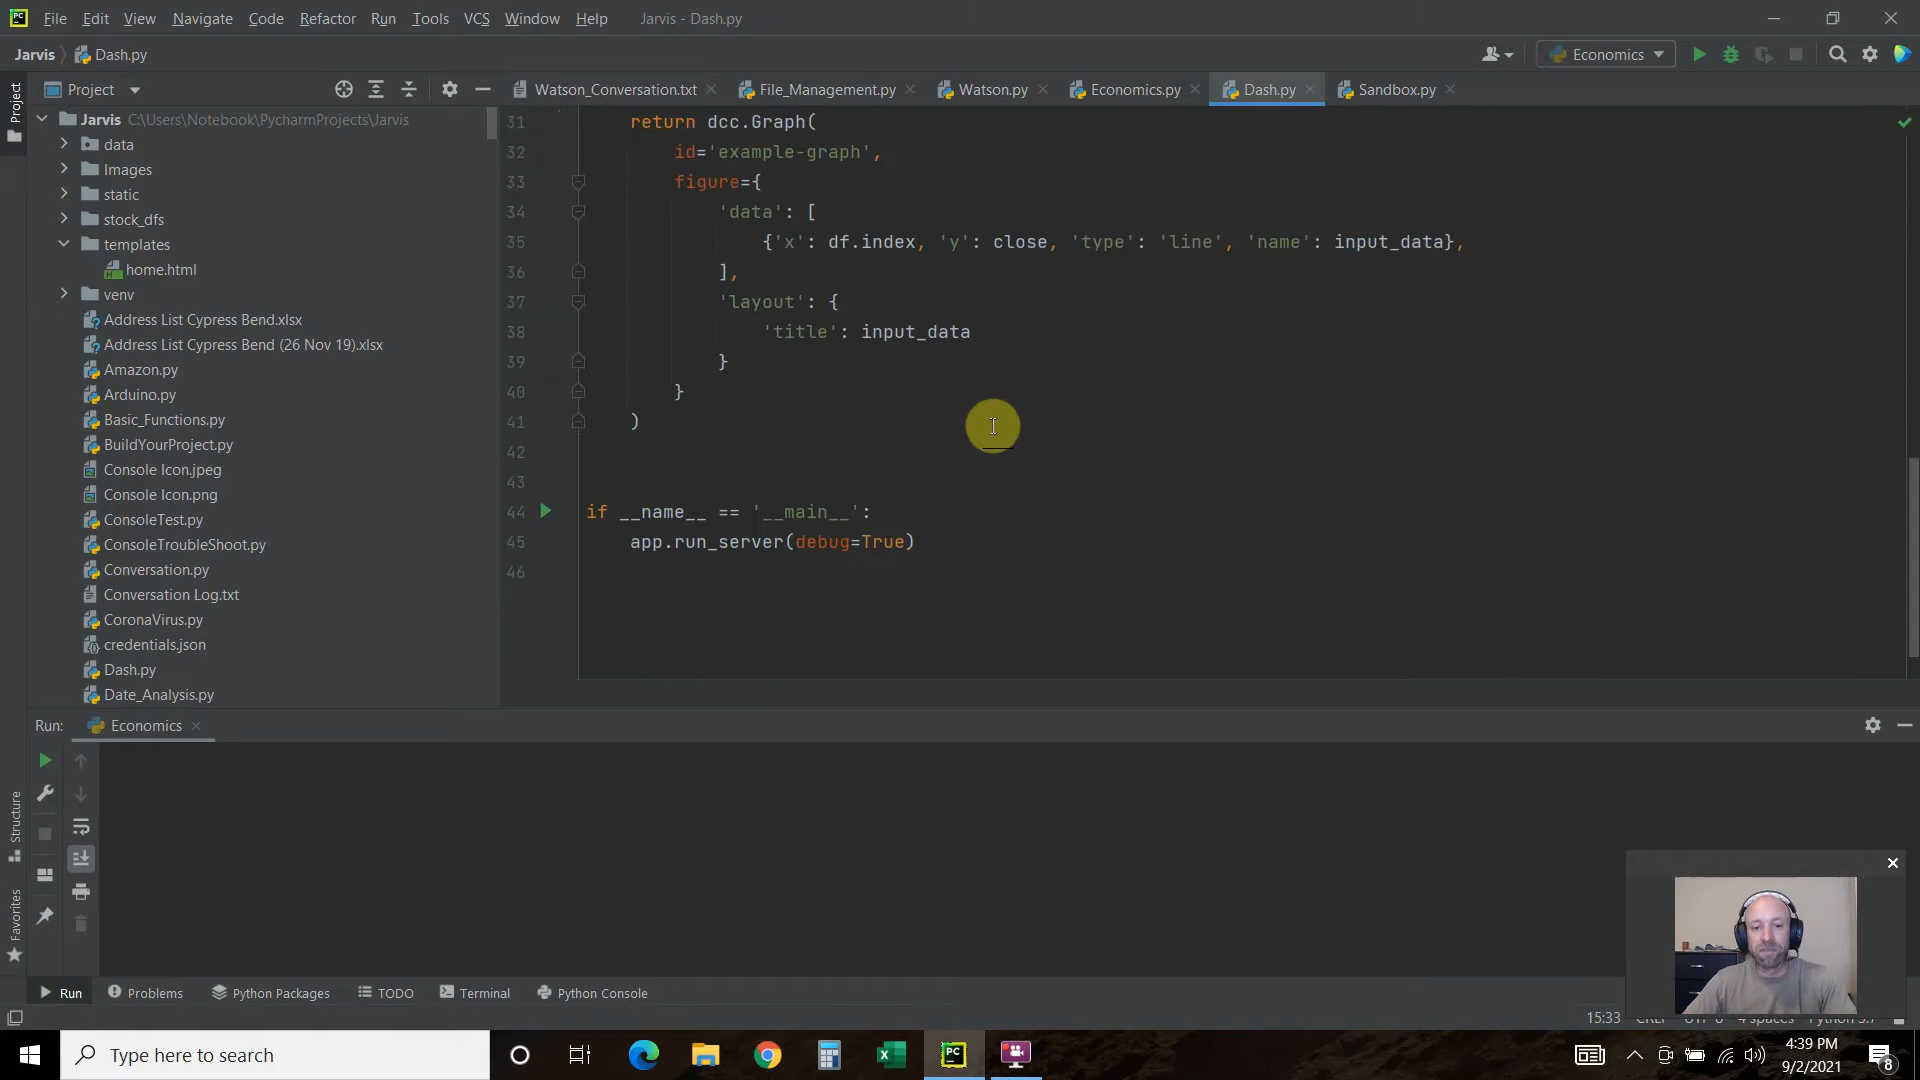 File Edit View Navigate Code Refactor Run Tools VCS Window Help Jarvis - Dash.py
Jarvis Dash.py Economics
Project Watson_Conversation.txt File_Management.py Watson.py Economics.py Dash.py Sandbox.py
Project
Jarvis C:\Users\Notebook\PycharmProjects\Jarvis
data
Images
static
stock_dfs
templates
home.html
venv
Address List Cypress Bend.xlsx
Address List Cypress Bend (26 Nov 19).xlsx
Amazon.py
Arduino.py
Basic_Functions.py
BuildYourProject.py
Console Icon.jpeg
Console Icon.png
ConsoleTest.py
ConsoleTroubleShoot.py
Conversation.py
Conversation Log.txt
CoronaVirus.py
credentials.json
Dash.py
Date_Analysis.py
31 return dcc.Graph(
32 id='example-graph',
33 figure={
34 'data': [
35 {'x': df.index, 'y': close, 'type': 'line', 'name': input_data},
36 ],
37 'layout': {
38 'title': input_data
39 }
40 }
41 )
42
43
44 if __name__ == '__main__':
45 app.run_server(debug=True)
46
Run: Economics
Structure
Favorites
Run Problems Python Packages TODO Terminal Python Console
15:33
Type here to search
PC
4:39 PM
9/2/2021
8